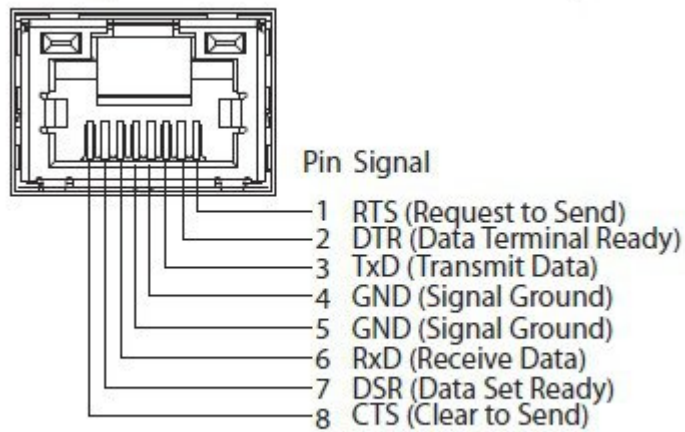 Pin Signal
1 RTS (Request to Send)
2 DTR (Data Terminal Ready)
3 TxD (Transmit Data)
4 GND (Signal Ground)
5 GND (Signal Ground)
6 RxD (Receive Data)
7 DSR (Data Set Ready)
8 CTS (Clear to Send)